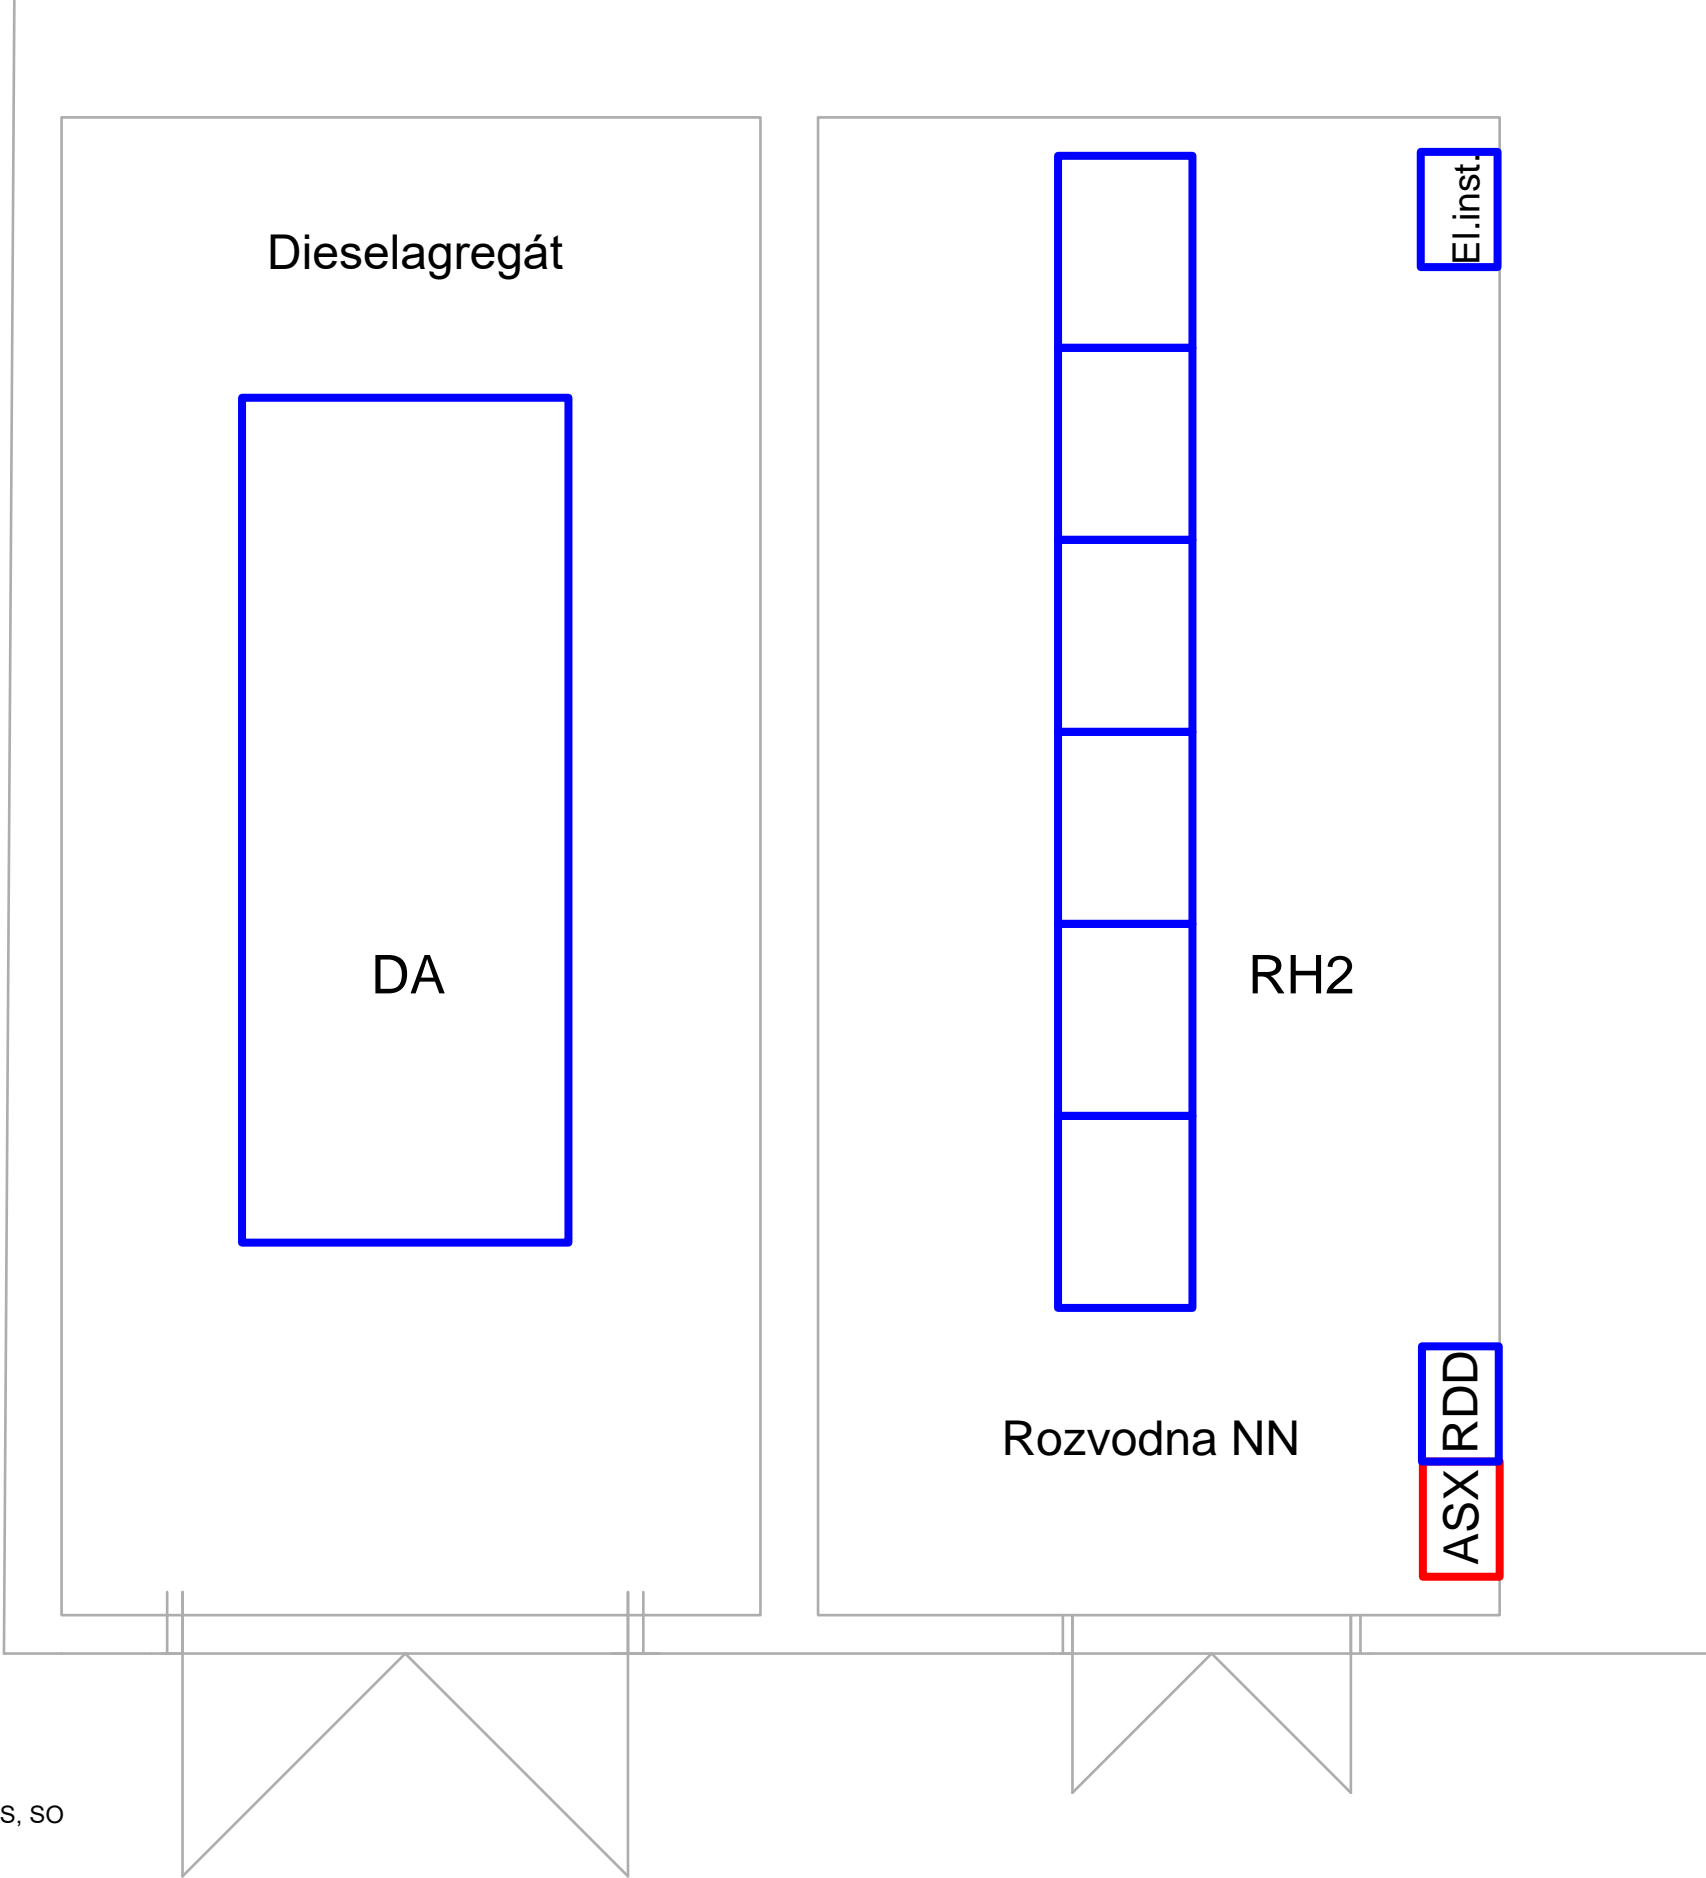 Dieselagregát
El.inst.
DA
RH2
RDD
Rozvodna NN
ASX
S, SO